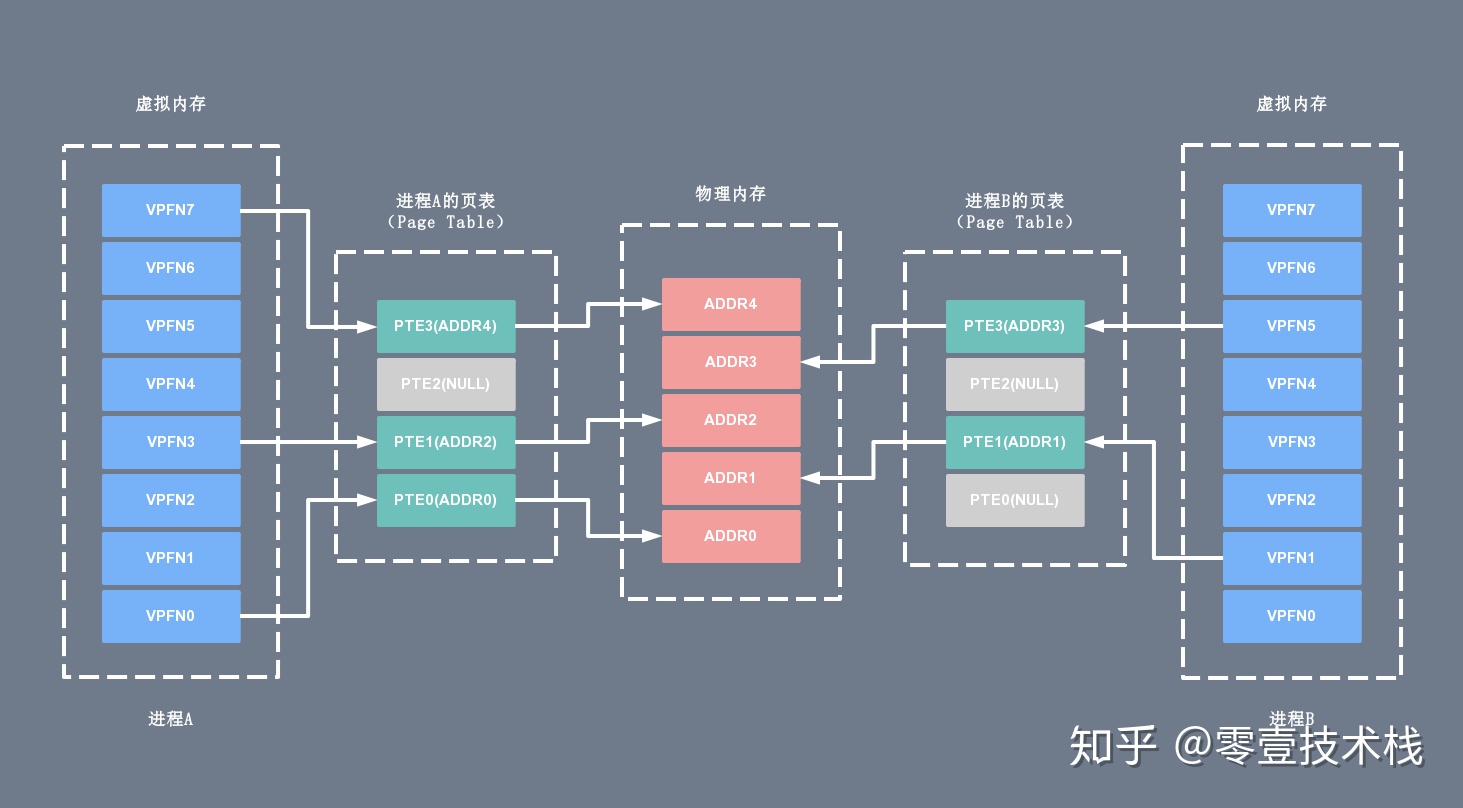 虚拟内存
VPFN7
VPFN6
VPFN5
VPFN4
VPFN3
VPFN2
VPFN1
VPFN0
进程A
进程A的页表
(Page Table)
PTE3(ADDR4)
PTE2(NULL)
PTE1(ADDR2)
PTE0(ADDR0)
物理内存
ADDR4
ADDR3
ADDR2
ADDR1
ADDR0
进程B的页表
(Page Table)
PTE3(ADDR3)
PTE2(NULL)
PTE1(ADDR1)
PTE0(NULL)
虚拟内存
VPFN7
VPFN6
VPFN5
VPFN4
VPFN3
VPFN2
VPFN1
VPFN0
进程B
知乎 @零壹技术栈